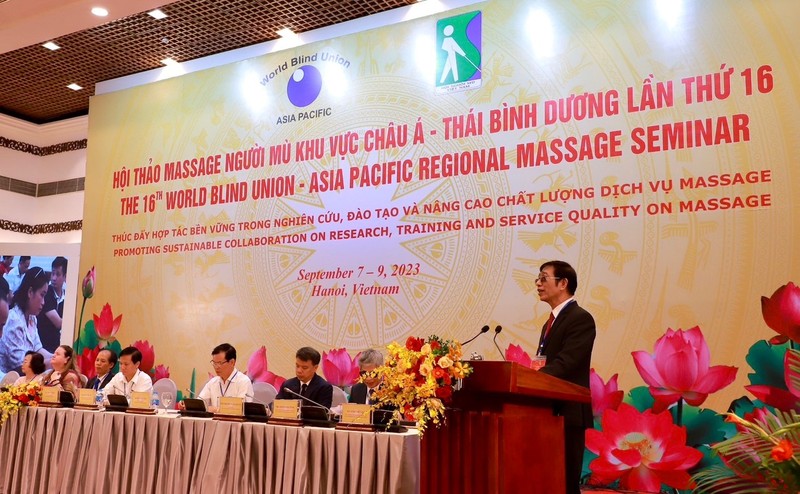 World Blind Union
ASIA PACIFIC
HỘI THẢO MASSAGE NGƯỜI MÙ KHU VỰC CHÂU Á - THÁI BÌNH DƯƠNG LẦN THỨ 16
THE 16TH WORLD BLIND UNION - ASIA PACIFIC REGIONAL MASSAGE SEMINAR
THÚC ĐẨY HỢP TÁC BỀN VỮNG TRONG NGHIÊN CỨU, ĐÀO TẠO VÀ NÂNG CAO CHẤT LƯỢNG DỊCH VỤ MASSAGE
PROMOTING SUSTAINABLE COLLABORATION ON RESEARCH, TRAINING AND SERVICE QUALITY ON MASSAGE
September 7 – 9, 2023
Hanoi, Vietnam